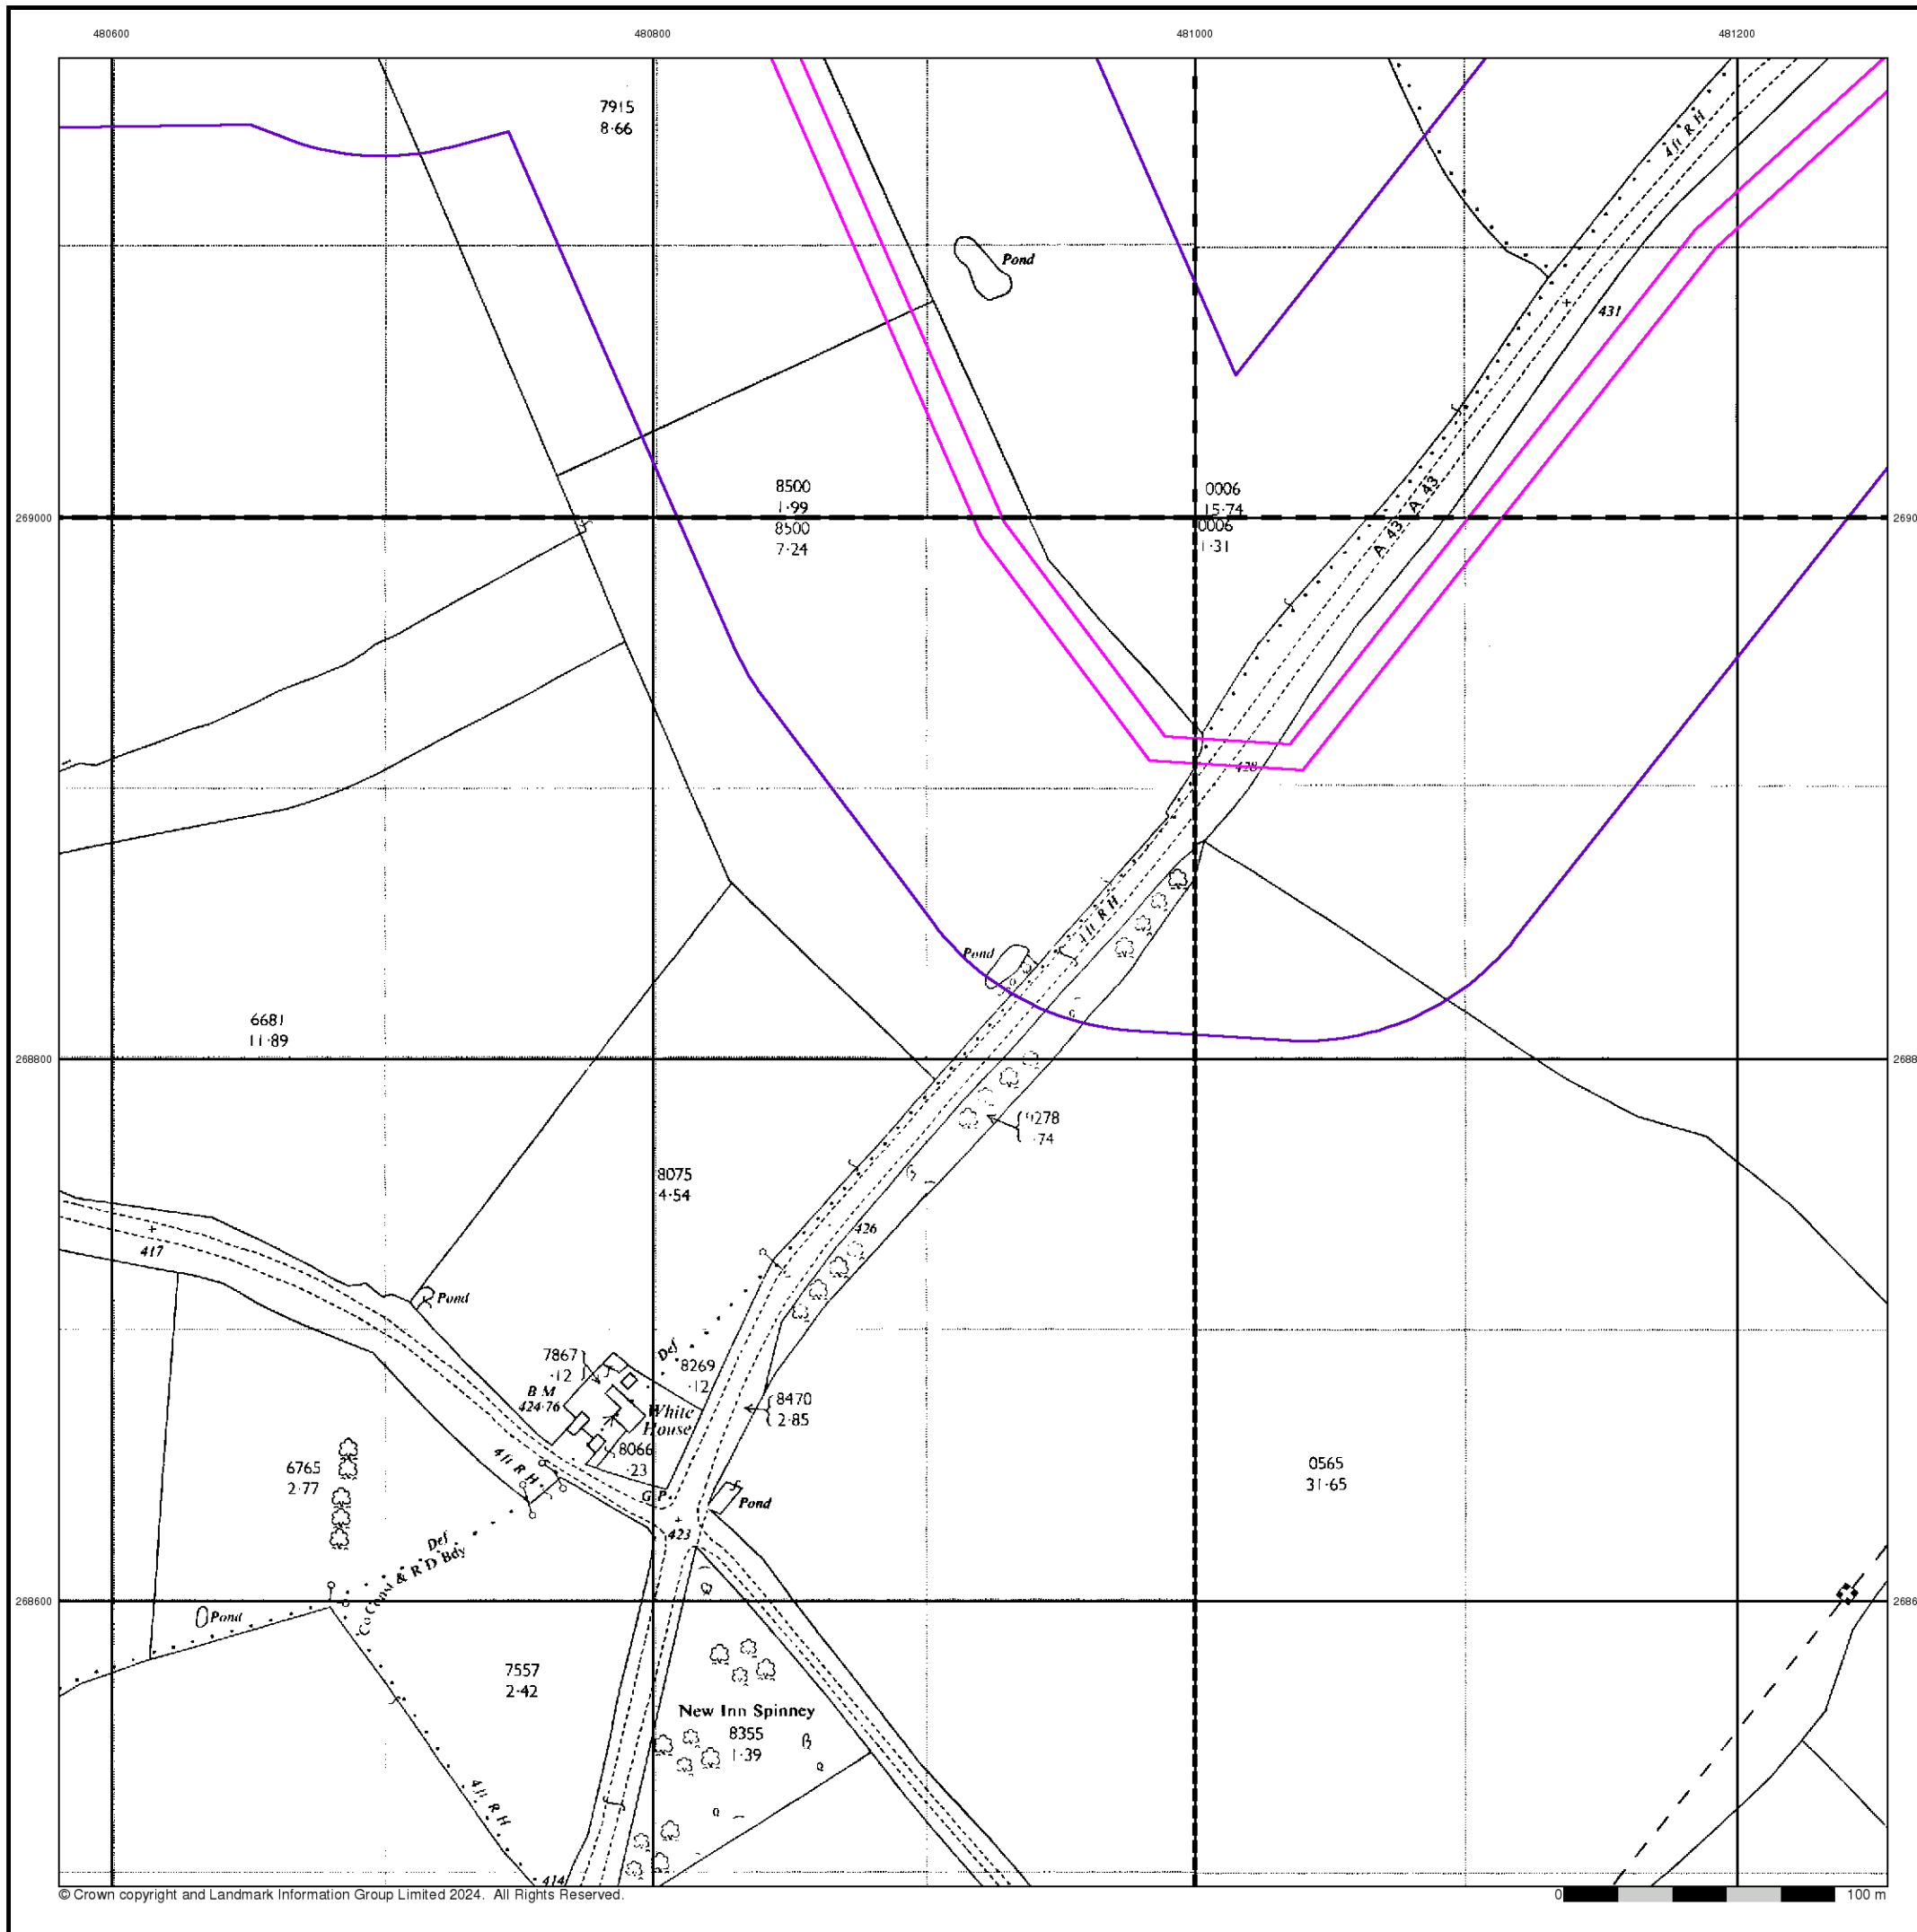 480600 480800 481000 481200
7915
8·66
4ft R H
Pond
431
8500
1·99
8500
7·24
0006
15·74
0006
1·31
A 43
A 43
269000
2690
428
4ft R H
Pond
6681
11·89
268800
2688
9278
·74
8075
4·54
426
417
Pond
Def
7867
·12
8269
·12
B M
424·76
White
House
8470
2·85
8066
·23
4ft R H
6765
2·77
0565
31·65
G P
Pond
423
Def
Co Const & R D Bdy
268600
2686
Pond
7557
2·42
New Inn Spinney
8355
1·39
4ft R H
414
© Crown copyright and Landmark Information Group Limited 2024. All Rights Reserved.
0 100 m